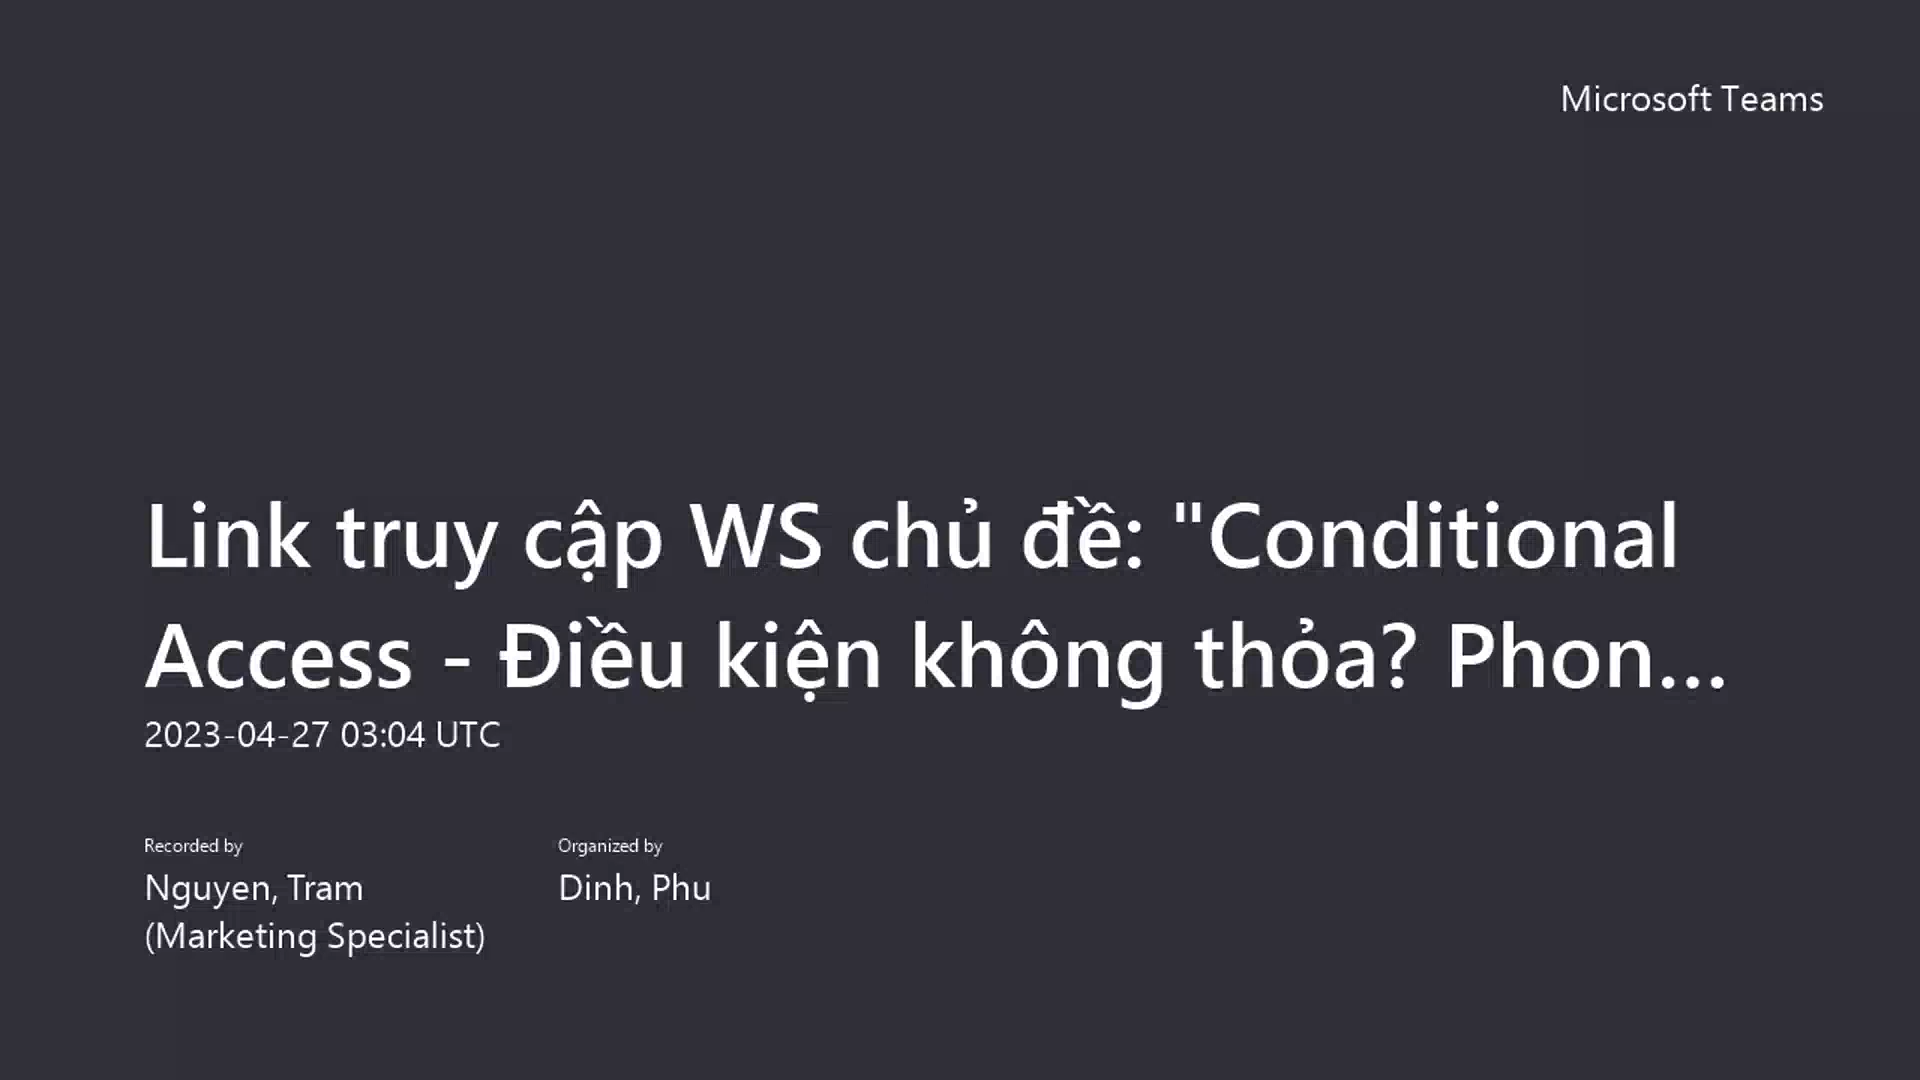 Microsoft Teams
Link truy cập WS chủ đề: "Conditional
Access - Điều kiện không thỏa? Phon...
2023-04-27 03:04 UTC
Recorded by
Organized by
Nguyen, Tram
(Marketing Specialist)
Dinh, Phu